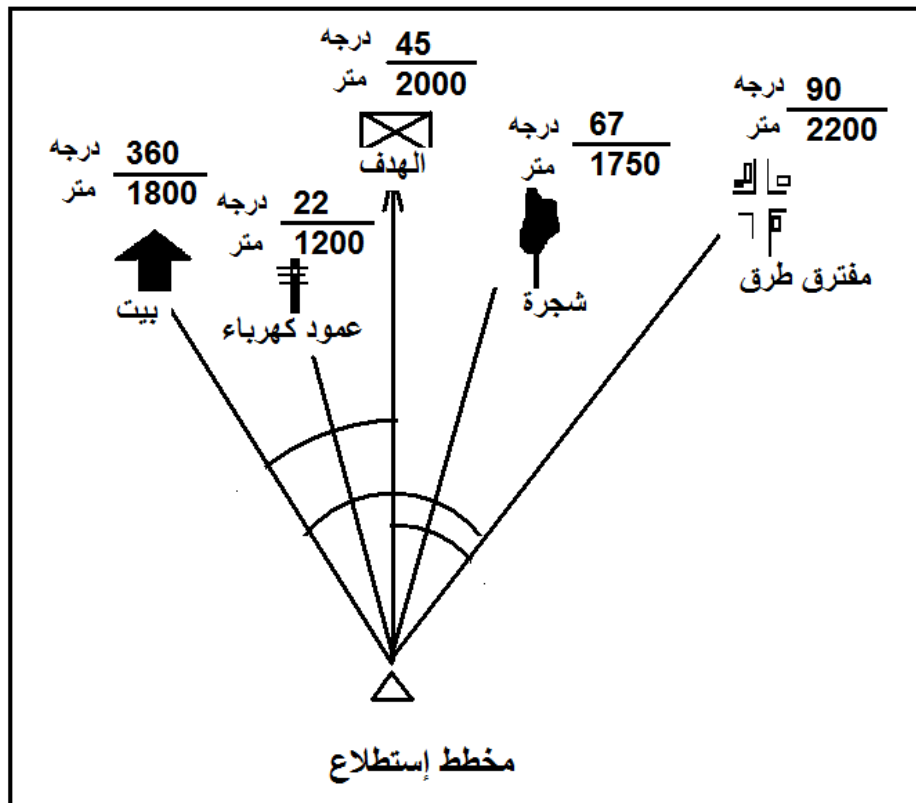 درجه 45
متر 2000
الهدف
درجه 90
متر 2200
مفترق طرق
درجه 67
متر 1750
شجرة
درجه 22
متر 1200
عمود كهرباء
درجه 360
متر 1800
بيت
مخطط إستطلاع